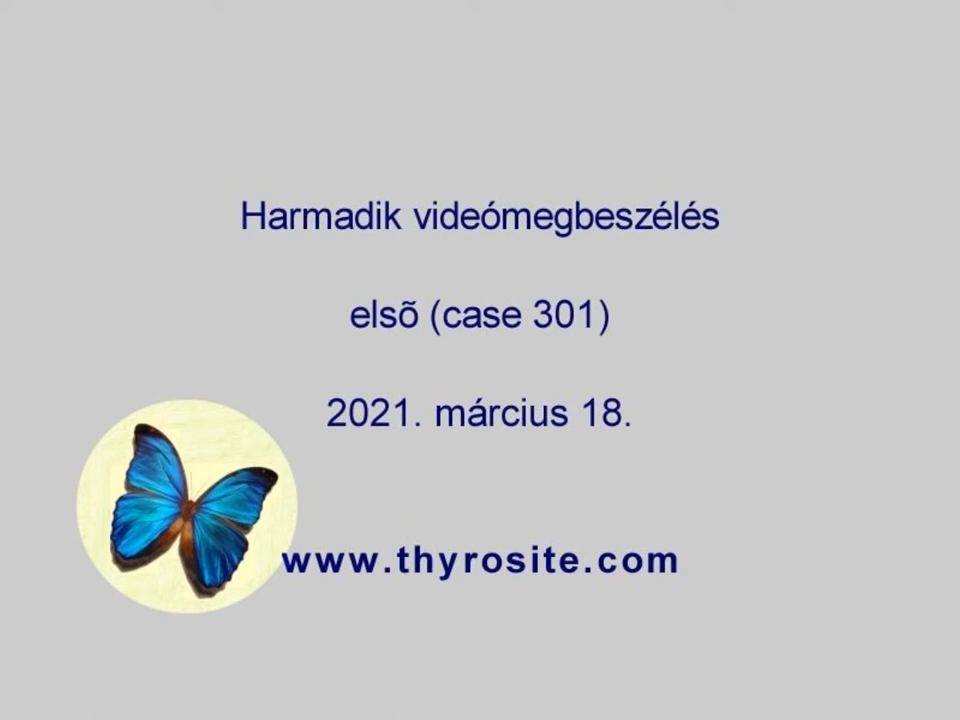 Harmadik videómegbeszélés
elsõ (case 301)
2021. március 18.
www.thyrosite.com